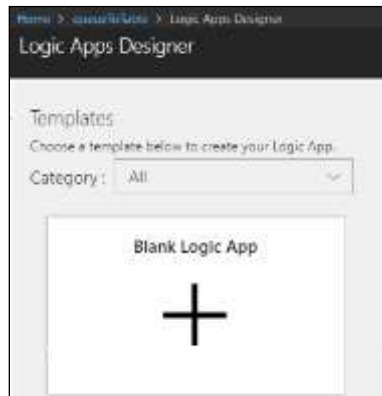 Home > > Logic Apps Designer
Logic Apps Designer
Templates
Choose a template below to create your Logic App.
Category : All
Blank Logic App